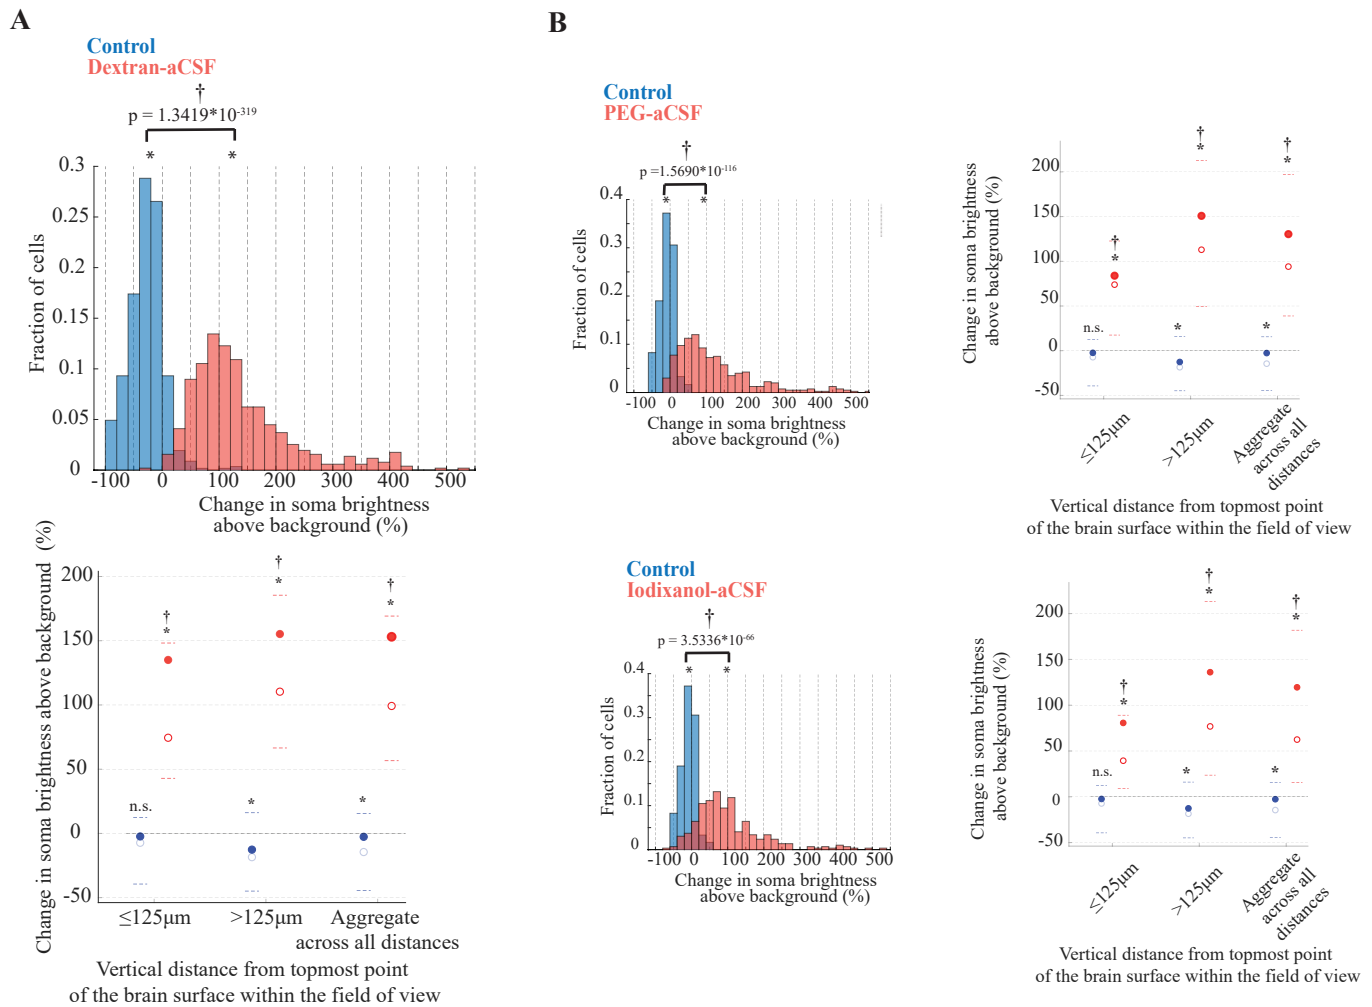 A
Control
Dextran-aCSF
†
p = 1.3419*10-319
* *
Fraction of cells
0.3
0.25
0.2
0.15
0.1
0.05
0
-100 0 100 200 300 400 500
Change in soma brightness
above background (%)
Change in soma brightness above background (%)
200
150
100
50
0
-50
n.s.
†
*
*
†
*
*
†
*
≤125μm >125μm Aggregate
across all distances
Vertical distance from topmost point
of the brain surface within the field of view
B
Control
PEG-aCSF
†
p =1.5690*10-116
* *
Fraction of cells
0.4
0.3
0.2
0.1
0
-100 0 100 200 300 400 500
Change in soma brightness
above background (%)
Change in soma brightness
above background (%)
200
150
100
50
0
-50
n.s.
†
*
*
†
*
*
†
*
≤125μm
>125μm
Aggregate
across all
distances
Vertical distance from topmost point
of the brain surface within the field of view
Control
Iodixanol-aCSF
†
p = 3.5336*10-66
* *
Fraction of cells
0.4
0.3
0.2
0.1
0
-100 0 100 200 300 400 500
Change in soma brightness
above background (%)
Change in soma brightness
above background (%)
200
150
100
50
0
-50
n.s.
†
*
*
†
*
*
†
*
≤125μm
>125μm
Aggregate
across all
distances
Vertical distance from topmost point
of the brain surface within the field of view